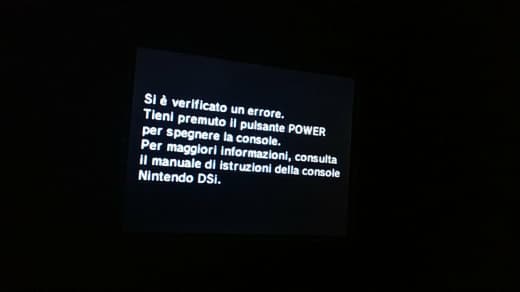 Si è verificato un errore.
Tieni premuto il pulsante POWER
per spegnere la console.
Per maggiori informazioni, consulta
il manuale di istruzioni della console
Nintendo DSi.